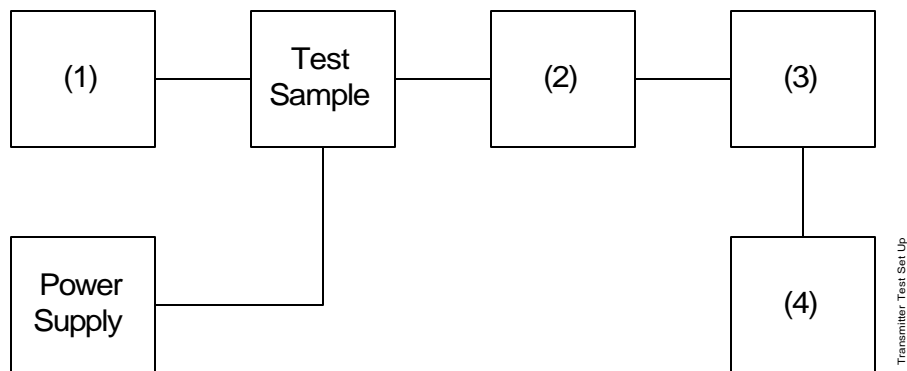 (1)
Test
Sample
(2)
(3)
Power
Supply
(4)
Transmitter Test Set Up